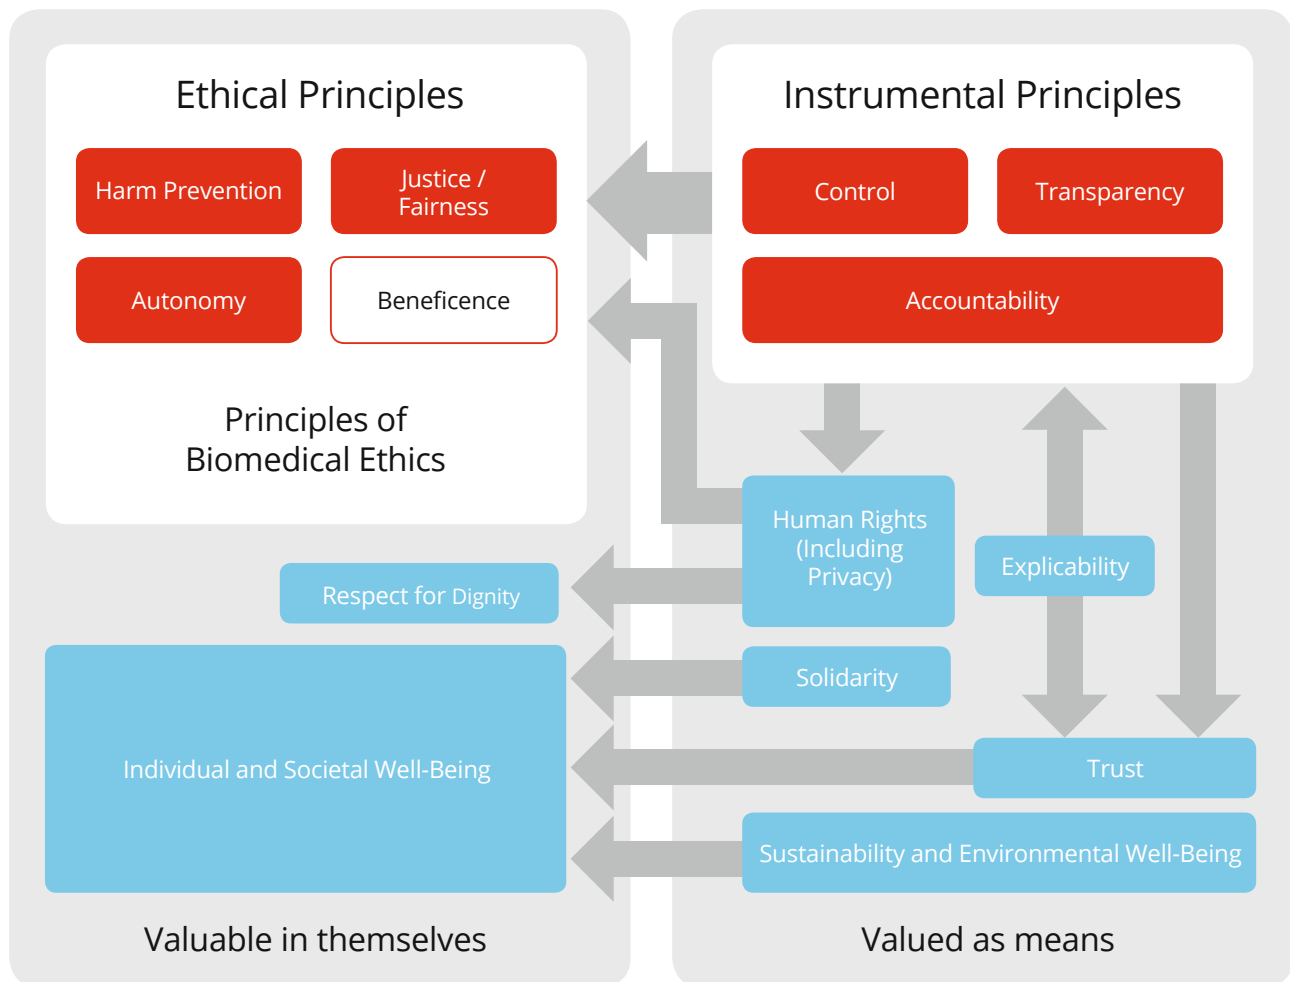 Ethical Principles
Harm Prevention
Justice /
Fairness
Autonomy
Beneficence
Principles of
Biomedical Ethics
Respect for Dignity
Individual and Societal Well-Being
Valuable in themselves
Instrumental Principles
Control
Transparency
Accountability
Human Rights
(Including
Privacy)
Explicability
Solidarity
Trust
Sustainability and Environmental Well-Being
Valued as means